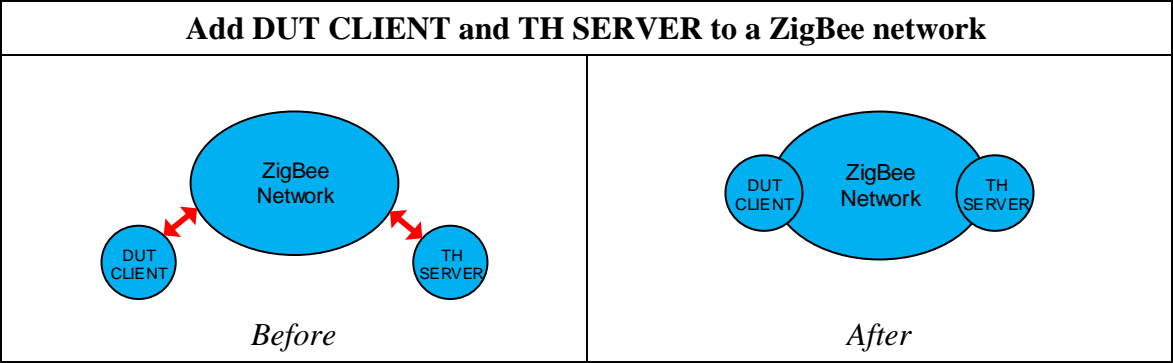 Add DUT CLIENT and TH SERVER to a ZigBee network
ZigBee
Network
DUT
CLIENT
TH
SERVER
Before
ZigBee
Network
DUT
CLIENT
TH
SERVER
After